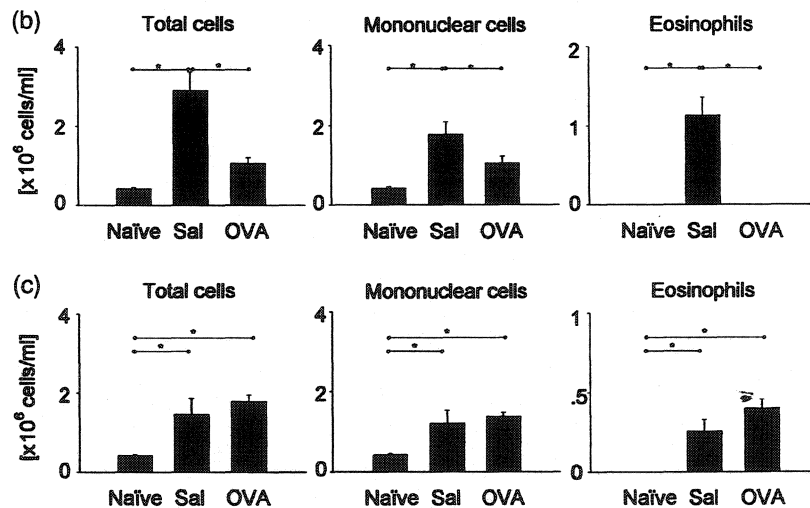 (b) Total cells Mononuclear cells Eosinophils
4 4 2
* * * * * *
2 2 1
[x10⁶ cells/ml]
0 0 0
Naïve Sal OVA Naïve Sal OVA Naïve Sal OVA
(c) Total cells Mononuclear cells Eosinophils
4 4 1
* * *
* * *
2 2 .5
[x10⁶ cells/ml]
0 0 0
Naïve Sal OVA Naïve Sal OVA Naïve Sal OVA